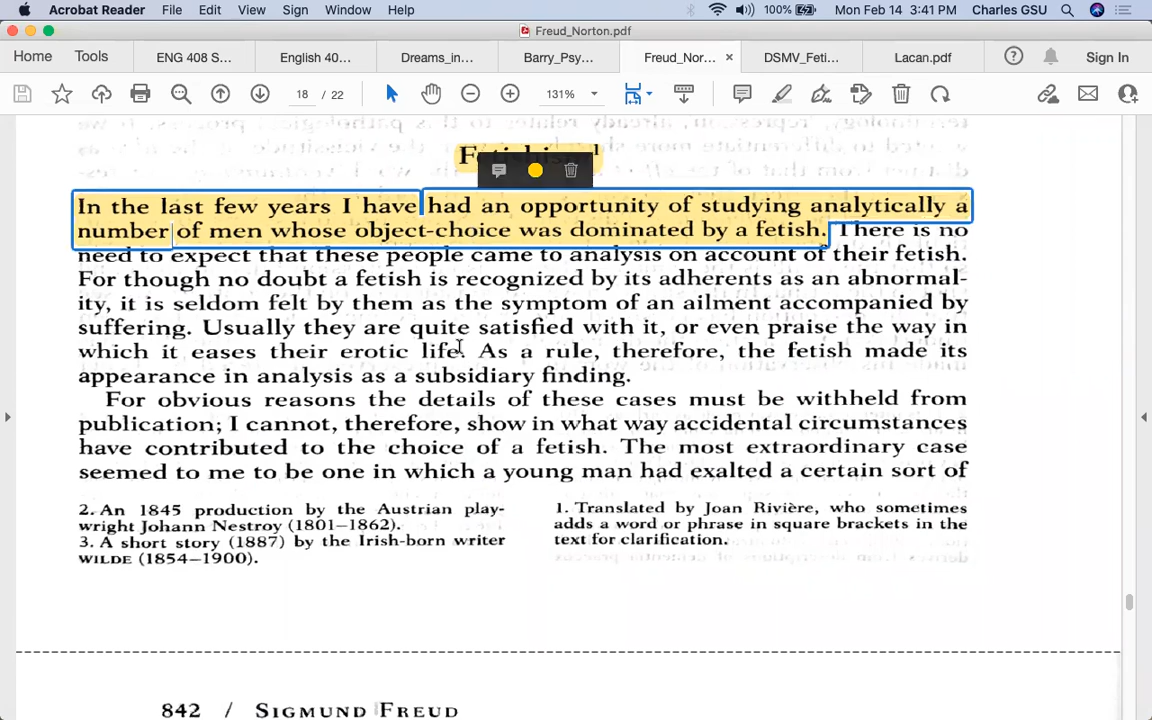 Acrobat Reader File Edit View Sign Window Help 100% Mon Feb 14 3:41 PM Charles GSU
Freud_Norton.pdf
Home Tools ENG 408 S... English 40... Dreams_in... Barry_Psy... Freud_Nor... × DSMV_Feti... Lacan.pdf Sign In
18 / 22 131%
In the last few years I have had an opportunity of studying analytically a
number of men whose object-choice was dominated by a fetish. There is no
need to expect that these people came to analysis on account of their fetish.
For though no doubt a fetish is recognized by its adherents as an abnormal-
ity, it is seldom felt by them as the symptom of an ailment accompanied by
suffering. Usually they are quite satisfied with it, or even praise the way in
which it eases their erotic life. As a rule, therefore, the fetish made its
appearance in analysis as a subsidiary finding.
For obvious reasons the details of these cases must be withheld from
publication; I cannot, therefore, show in what way accidental circumstances
have contributed to the choice of a fetish. The most extraordinary case
seemed to me to be one in which a young man had exalted a certain sort of
2. An 1845 production by the Austrian play-
wright Johann Nestroy (1801–1862).
3. A short story (1887) by the Irish-born writer
WILDE (1854–1900).
1. Translated by Joan Rivière, who sometimes
adds a word or phrase in square brackets in the
text for clarification.
842 / SIGMUND FREUD